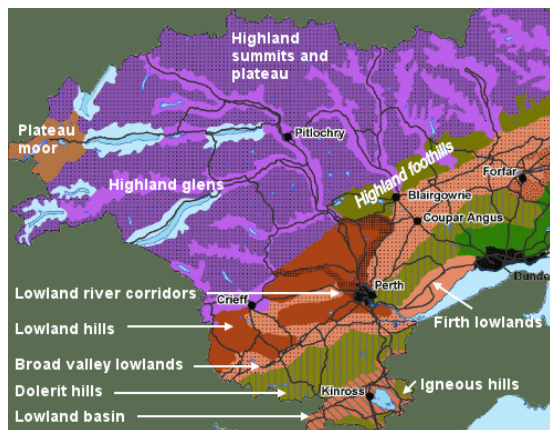 Highland
summits and
plateau
Pitlochry
Plateau
moor
Highland glens
Highland foothills
Forfar
Blairgowrie
Coupar Angus
Dunde
Lowland river corridors
Perth
Crieff
Firth lowlands
Lowland hills
Broad valley lowlands
Igneous hills
Dolerit hills
Kinross
Lowland basin